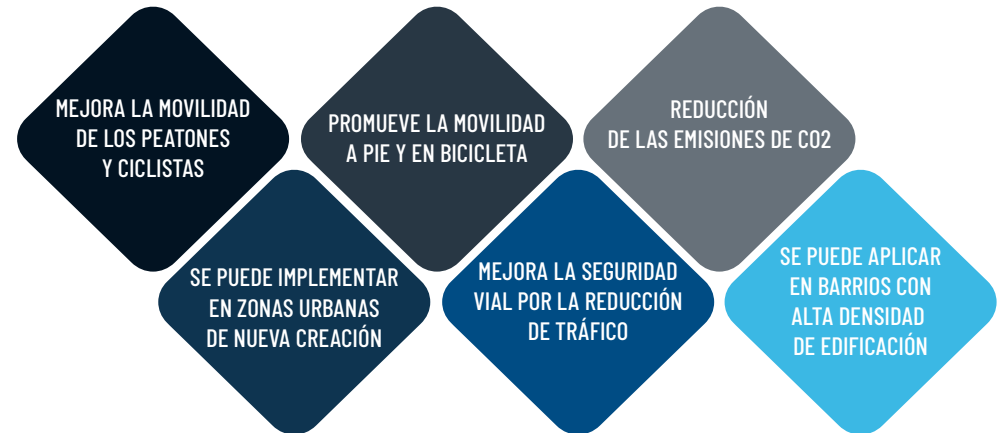 MEJORA LA MOVILIDAD
DE LOS PEATONES
Y CICLISTAS
PROMUEVE LA MOVILIDAD
A PIE Y EN BICICLETA
REDUCCIÓN
DE LAS EMISIONES DE CO2
SE PUEDE IMPLEMENTAR
EN ZONAS URBANAS
DE NUEVA CREACIÓN
MEJORA LA SEGURIDAD
VIAL POR LA REDUCCIÓN
DE TRÁFICO
SE PUEDE APLICAR
EN BARRIOS CON
ALTA DENSIDAD
DE EDIFICACIÓN